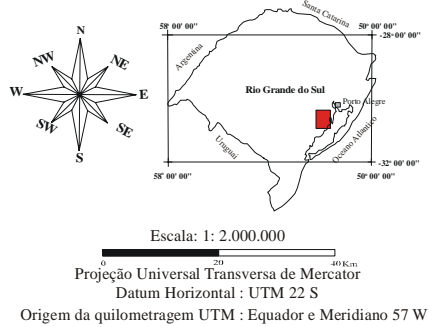 N
NW
NE
W
E
SW
SE
S
Santa Catarina
58° 00' 00"
50° 00' 00"
-28° 00' 00"
Argentina
Rio Grande do Sul
Porto Alegre
Uruguai
Oceano Atlântico
-32° 00' 00"
58° 00' 00"
50° 00' 00"
Escala: 1: 2.000.000
0
20
40 Km
Projeção Universal Transversa de Mercator
Datum Horizontal : UTM 22 S
Origem da quilometragem UTM : Equador e Meridiano 57 W